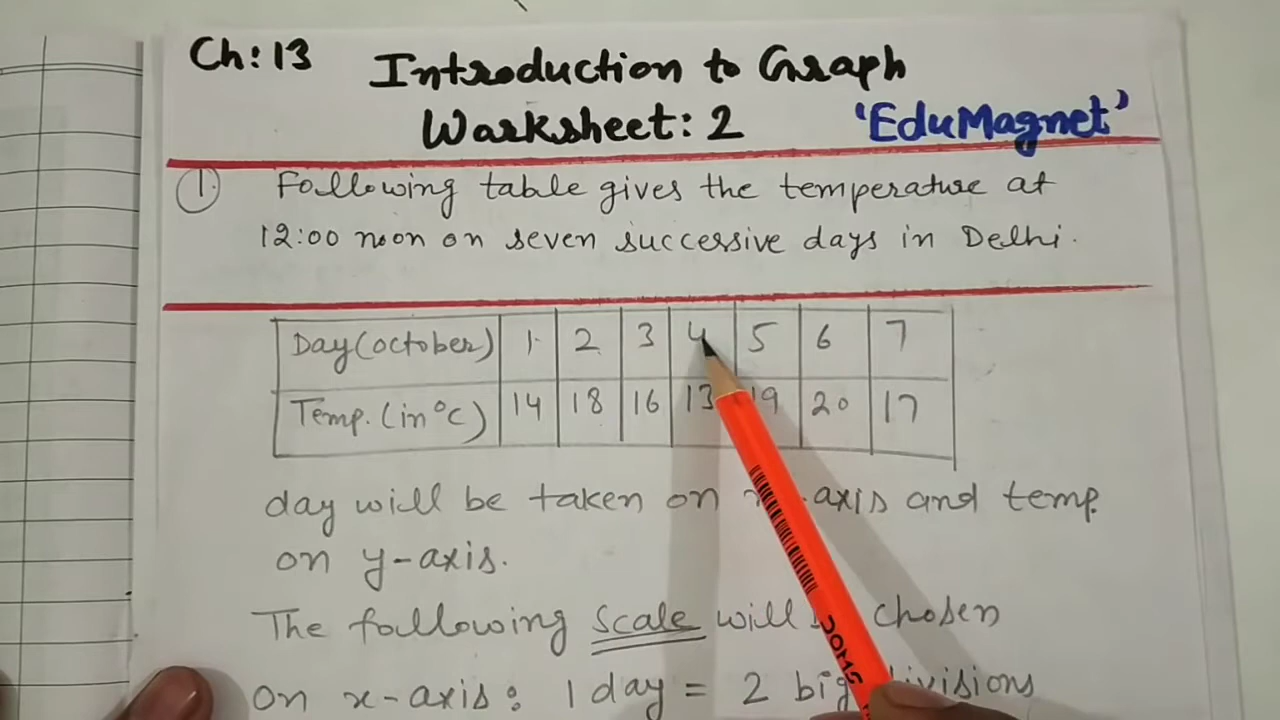 Ch: 13 Introduction to Graph
Worksheet: 2 'EduMagnet'
1. Following table gives the temperature at
12:00 noon on seven successive days in Delhi.
Day (october) 1 2 3 4 5 6 7
Temp. (in °C) 14 18 16 13 19 20 17
day will be taken on axis and temp.
on y-axis.
The following scale will chosen
on x-axis: 1 day = 2 big divisions
DOMS